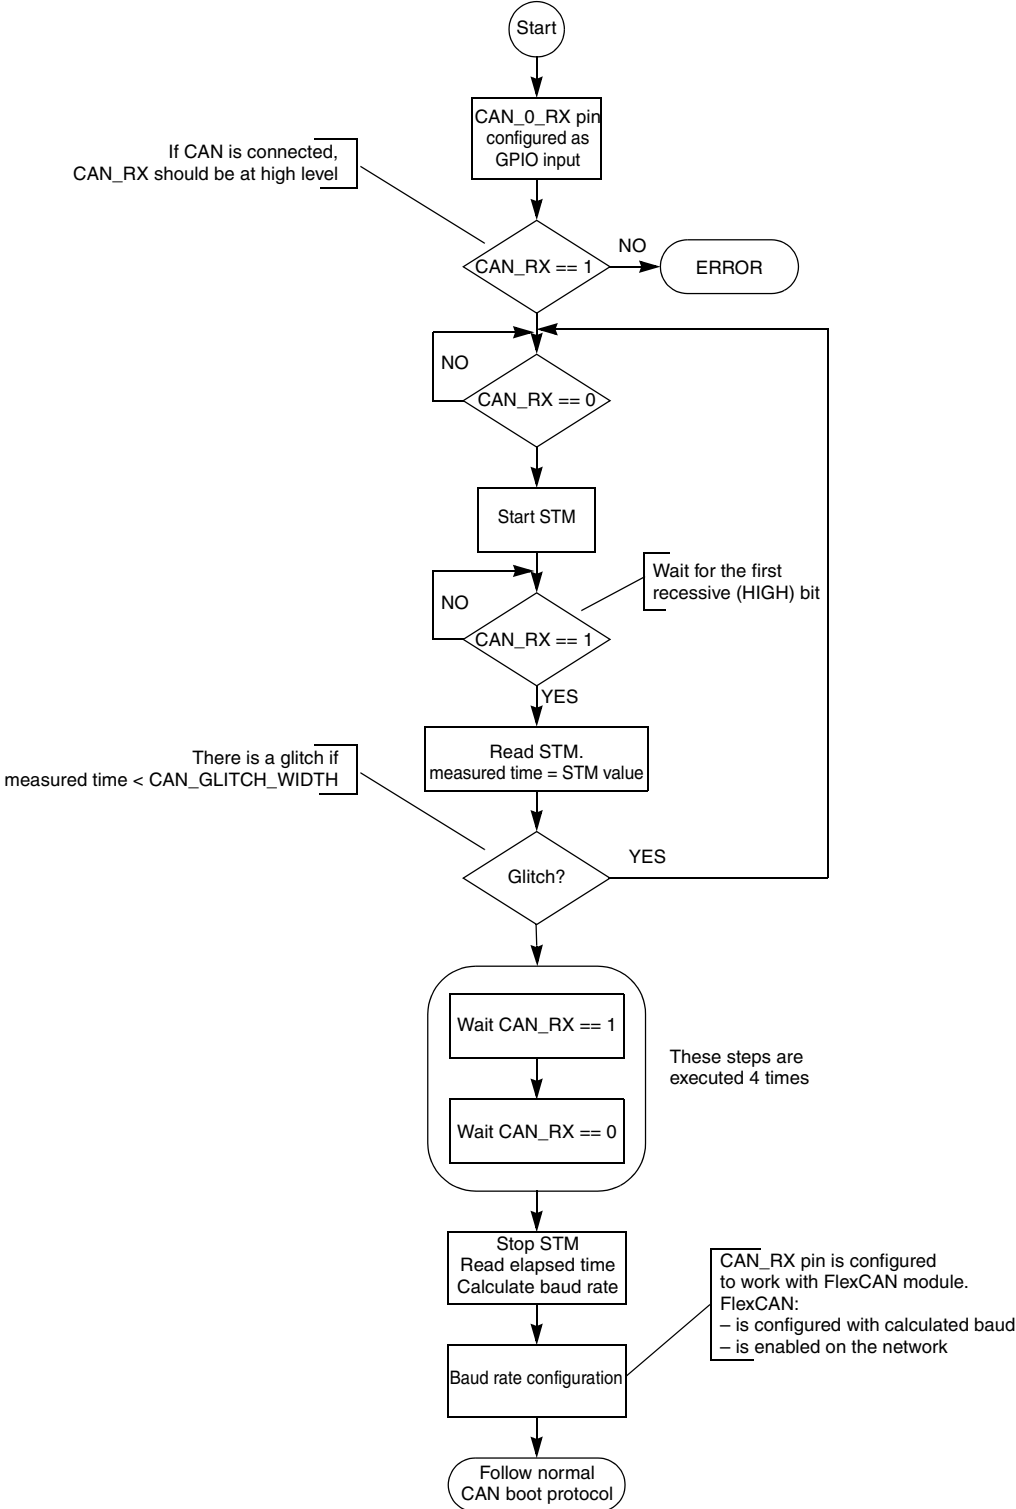 Start
CAN_0_RX pin
configured as
GPIO input
If CAN is connected,
CAN_RX should be at high level
CAN_RX == 1
NO
ERROR
NO
CAN_RX == 0
Start STM
Wait for the first
recessive (HIGH) bit
NO
CAN_RX == 1
YES
Read STM.
measured time = STM value
There is a glitch if
measured time < CAN_GLITCH_WIDTH
Glitch?
YES
Wait CAN_RX == 1
These steps are
executed 4 times
Wait CAN_RX == 0
Stop STM
Read elapsed time
Calculate baud rate
CAN_RX pin is configured
to work with FlexCAN module.
FlexCAN:
– is configured with calculated baud
– is enabled on the network
Baud rate configuration
Follow normal
CAN boot protocol